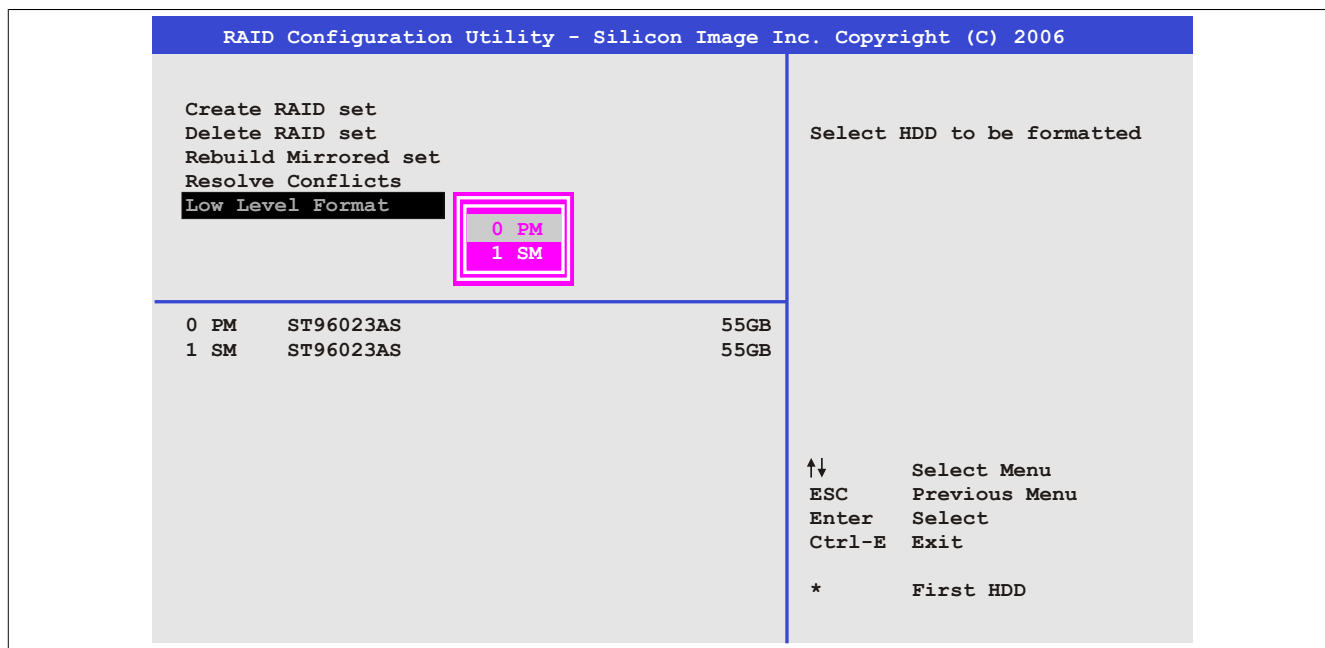 RAID Configuration Utility - Silicon Image Inc. Copyright (C) 2006
Create RAID set
Delete RAID set
Rebuild Mirrored set
Resolve Conflicts
Low Level Format
0 PM
1 SM
Select HDD to be formatted
0 PM ST96023AS 55GB
1 SM ST96023AS 55GB
↑↓ Select Menu
ESC Previous Menu
Enter Select
Ctrl-E Exit
* First HDD